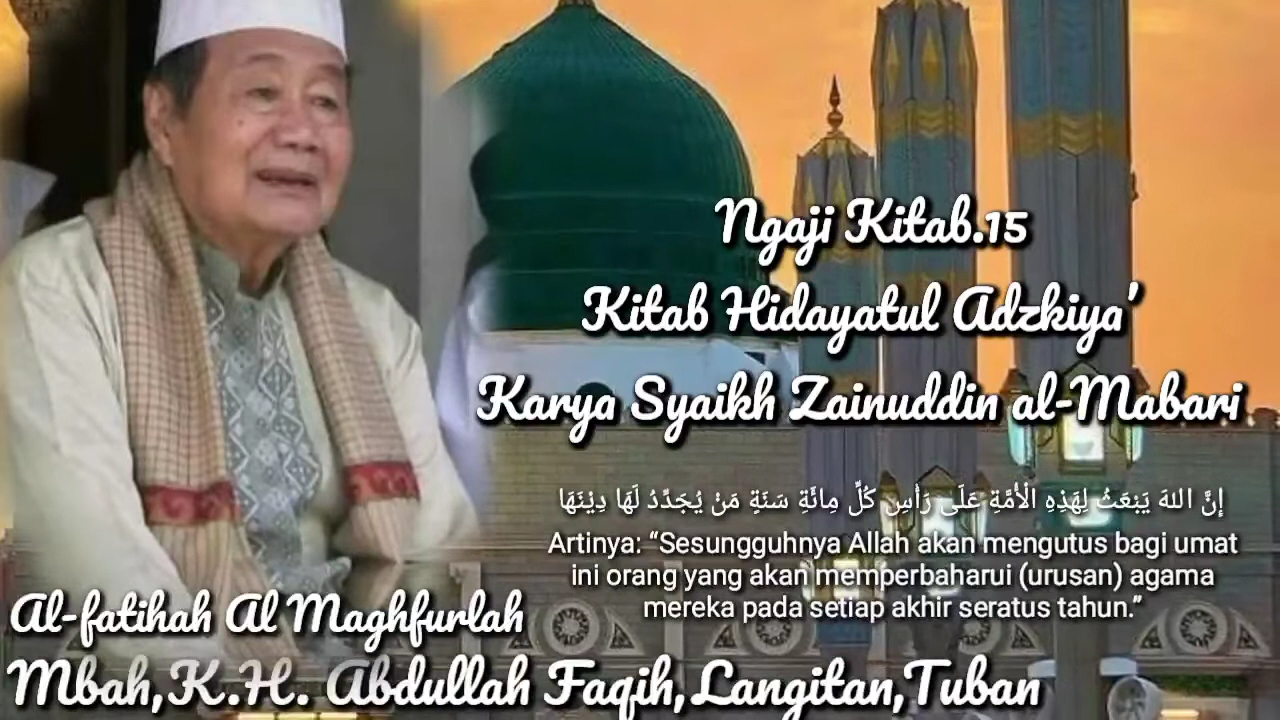 Ngaji Kitab.15
Kitab Hidayatul Adzkiya'
Karya Syaikh Zainuddin al-Mabari
إِنَّ اللهَ يَبْعَثُ لِهَذِهِ الْأُمَّةِ عَلَى رَأْسِ كُلِّ مِائَةِ سَنَةٍ مَنْ يُجَدِّدُ لَهَا دِيْنَهَا
Artinya: “Sesungguhnya Allah akan mengutus bagi umat
ini orang yang akan memperbaharui (urusan) agama
mereka pada setiap akhir seratus tahun.”
Al-fatihah Al Maghfurlah
Mbah,K.H. Abdullah Faqih,Langitan,Tuban